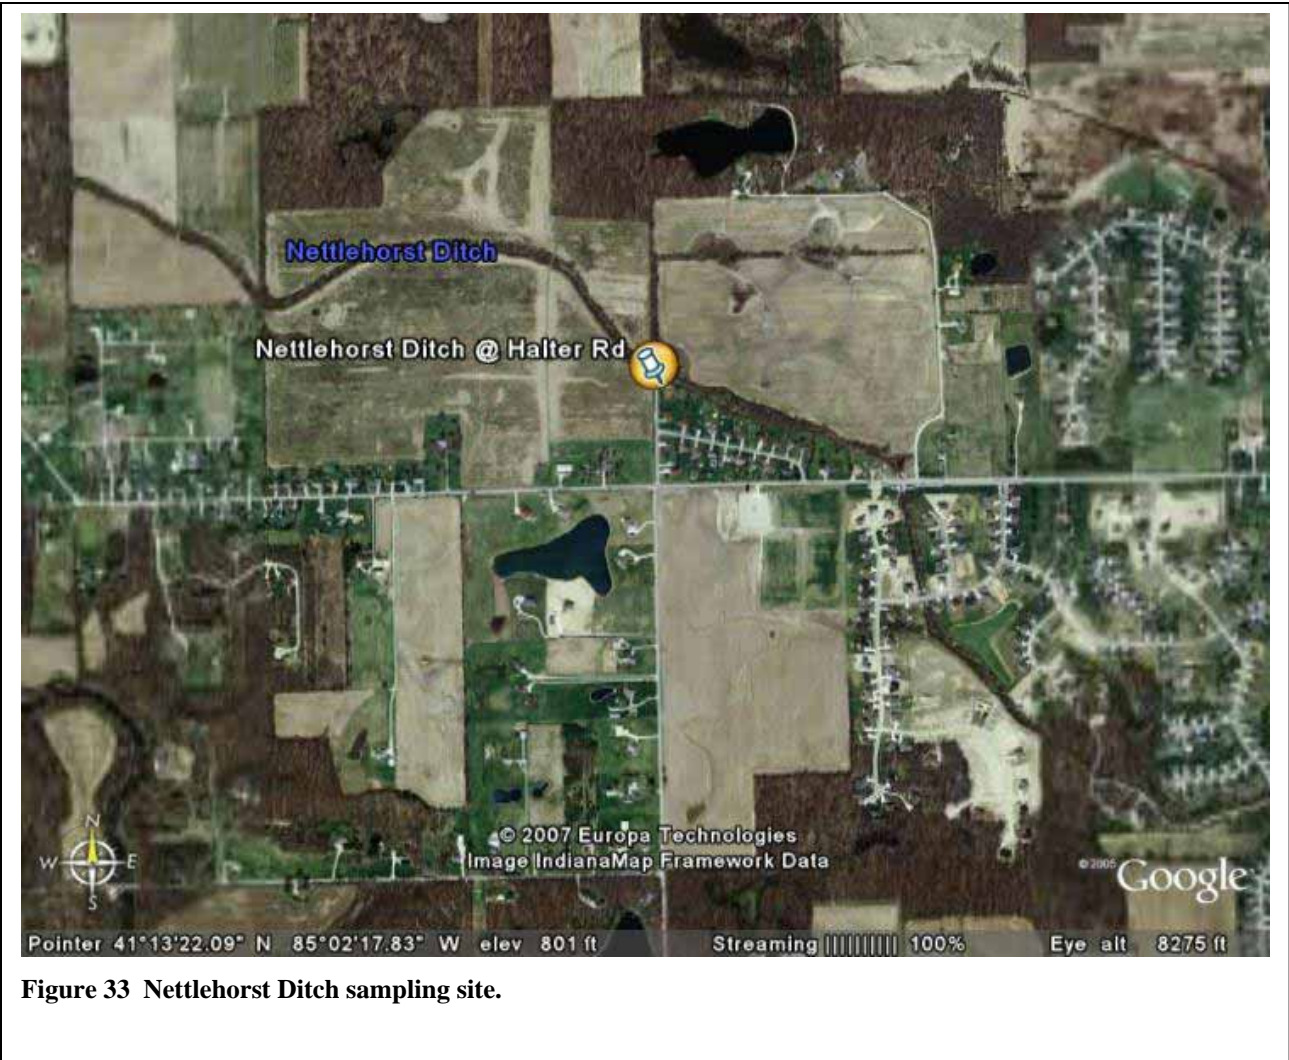 Nettlehorst Ditch
Nettlehorst Ditch @ Halter Rd
© 2007 Europa Technologies
Image IndianaMap Framework Data
N
W E
S
©2005 Google
Pointer 41°13'22.09" N 85°02'17.83" W elev 801 ft Streaming |||||||||| 100% Eye alt 8275 ft
Figure 33 Nettlehorst Ditch sampling site.